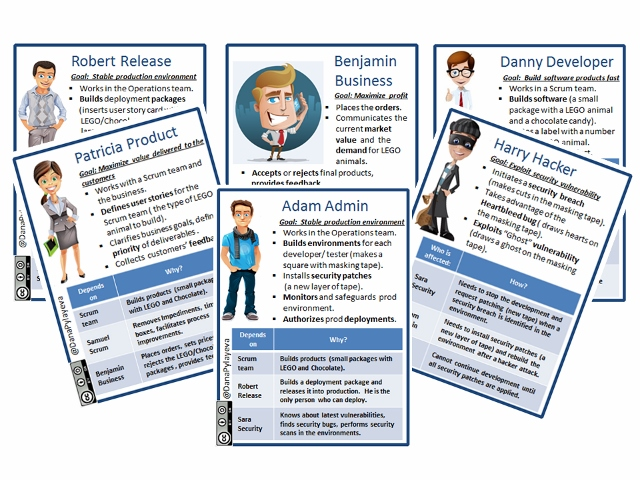 Robert Release
Goal: Stable production environment
Works in the Operations team.
Builds deployment packages
(inserts user story card
LEGO/Choco
Benjamin
Business
Goal: Maximize profit
Places the orders.
Communicates the
current market
value and the
demand for LEGO
animals.
Accepts or rejects final products,
provides feedback
Danny Developer
Goal: Build software products fast
Works in a Scrum team.
Builds software (a small
package with a LEGO animal
and a chocolate candy).
a label with a number
animal.
Patricia Product
Goal: Maximize value delivered to the
customers
Works with a Scrum team and
the business.
Defines user stories for the
Scrum team ( the type of LEGO
animal to build).
Clarifies business goals, defin
priority of deliverables .
Collects customers' feedb
Depends
on
Why?
Scrum
team
Builds products (small packag
with LEGO and Chocolate).
Samuel
Scrum
Removes Impediments, tim
boxes, facilitates process
improvements.
Benjamin
Business
Places orders, sets price
rejects the LEGO/Choco
packages , provides fee
@DanaPylayeva
Adam Admin
Goal: Stable production environment
Works in the Operations team.
Builds environments for each
developer/ tester (makes a
square with masking tape).
Installs security patches
(a new layer of tape).
Monitors and safeguards prod
environment.
Authorizes prod deployments.
Depends
on
Why?
Scrum
team
Builds products (small packages with
LEGO and Chocolate).
Robert
Release
Builds a deployment package and
releases it into production. He is the
only person who can deploy.
Sara
Security
Knows about latest vulnerabilities,
finds security bugs, performs security
scans in the environments.
@DanaPylayeva
Harry Hacker
Goal: Exploit security vulnerability
Initiates a security breach
(makes cuts in the masking tape).
Takes advantage of the
Heartbleed bug ( draws hearts on
the masking tape).
Exploits "Ghost" vulnerability
(draws a ghost on the masking
tape).
Who is
affected:
How?
Needs to stop the development and
request patching (new tape) when a
security breach is identified in the
environment.
Sara
Security
Needs to install security patches (a
new layer of tape) and rebuild the
environment after a hacker attack.
Cannot continue development until
all security patches are applied.